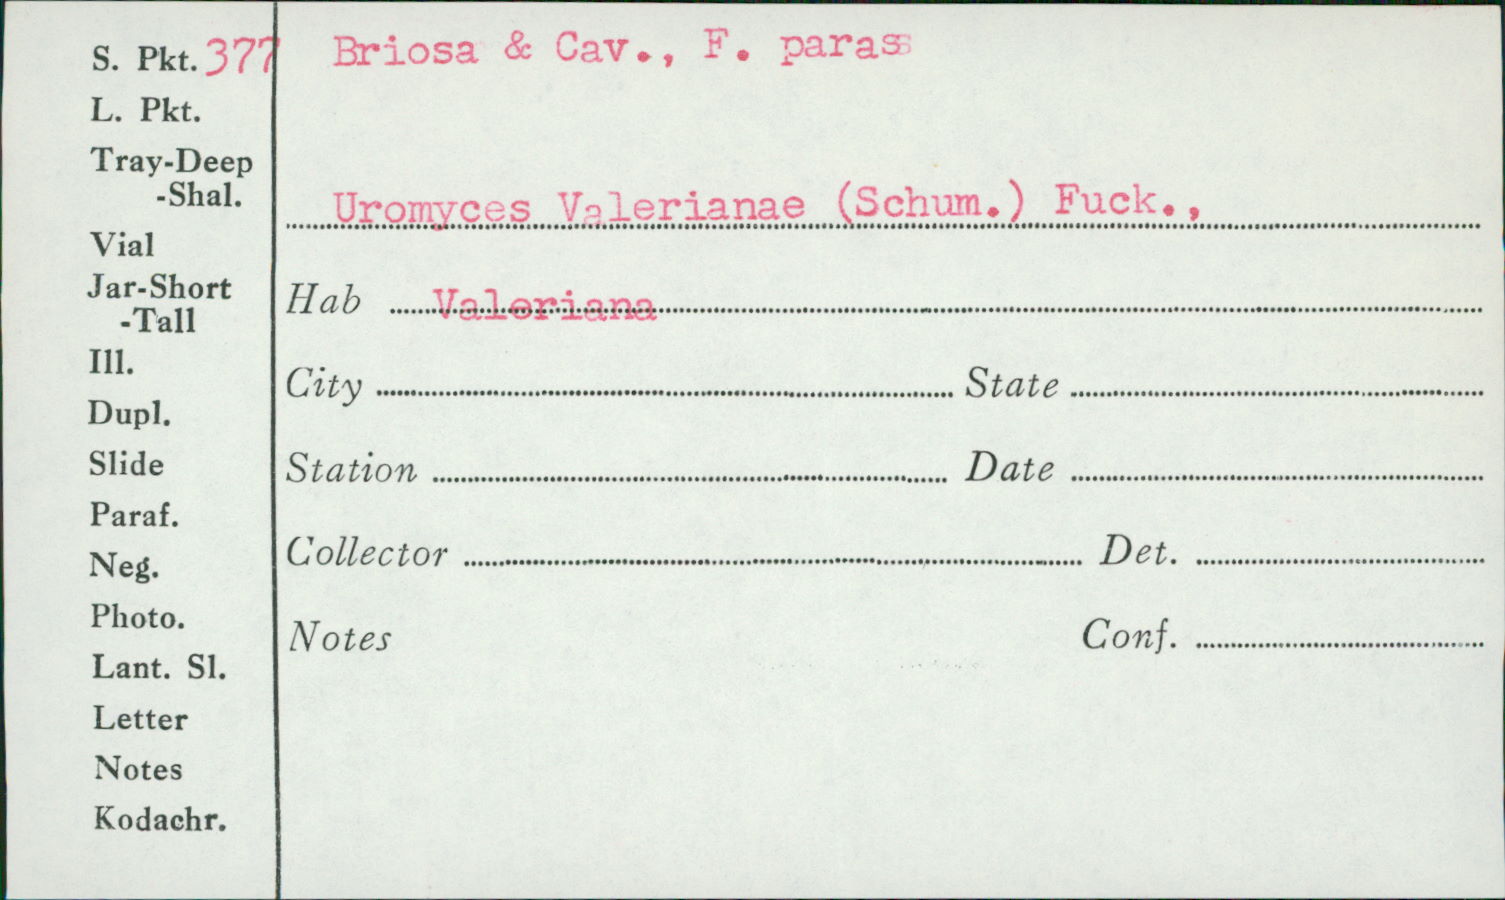 S. Pkt. 377
L. Pkt.
Tray-Deep
-Shal.
Vial
Jar-Short
-Tall
Ill.
Dupl.
Slide
Paraf.
Neg.
Photo.
Lant. Sl.
Letter
Notes
Kodachr.
Briosa & Cav., F. paras
Uromyces Valerianae (Schum.) Fuck.,
Hab Valeriana
City State
Station Date
Collector Det.
Notes Conf.